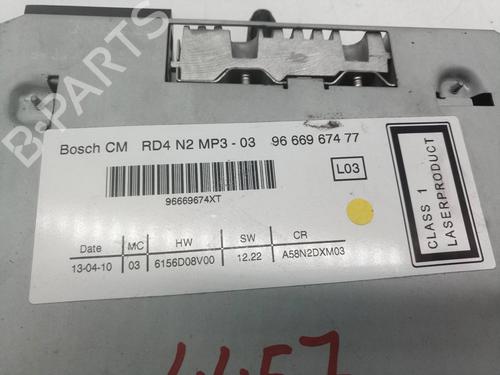 B-PARTS
Bosch CM RD4 N2 MP3 - 03 96 669 674 77
L03
96669674XT
CLASS 1
LASERPRODUCT
Date MC HW SW CR
13-04-10 03 6156D08V00 12.22 A58N2DXM03